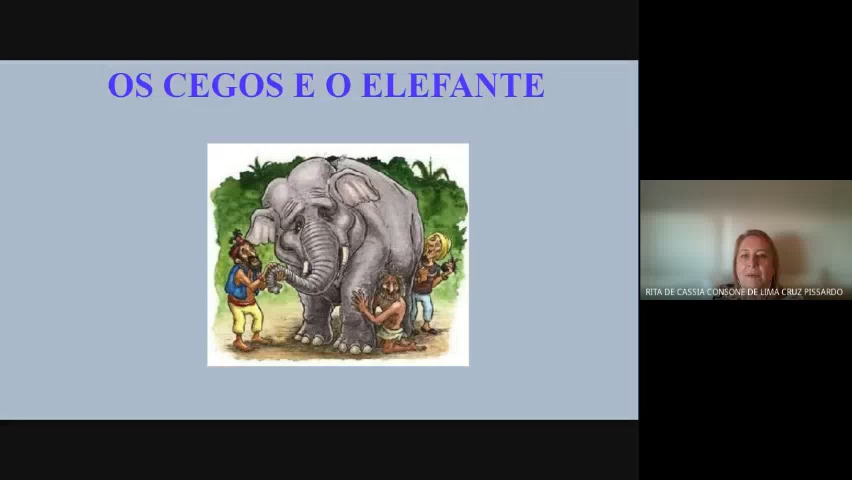 OS CEGOS E O ELEFANTE
RITA DE CASSIA CONSONE DE LIMA CRUZ PISSARDO